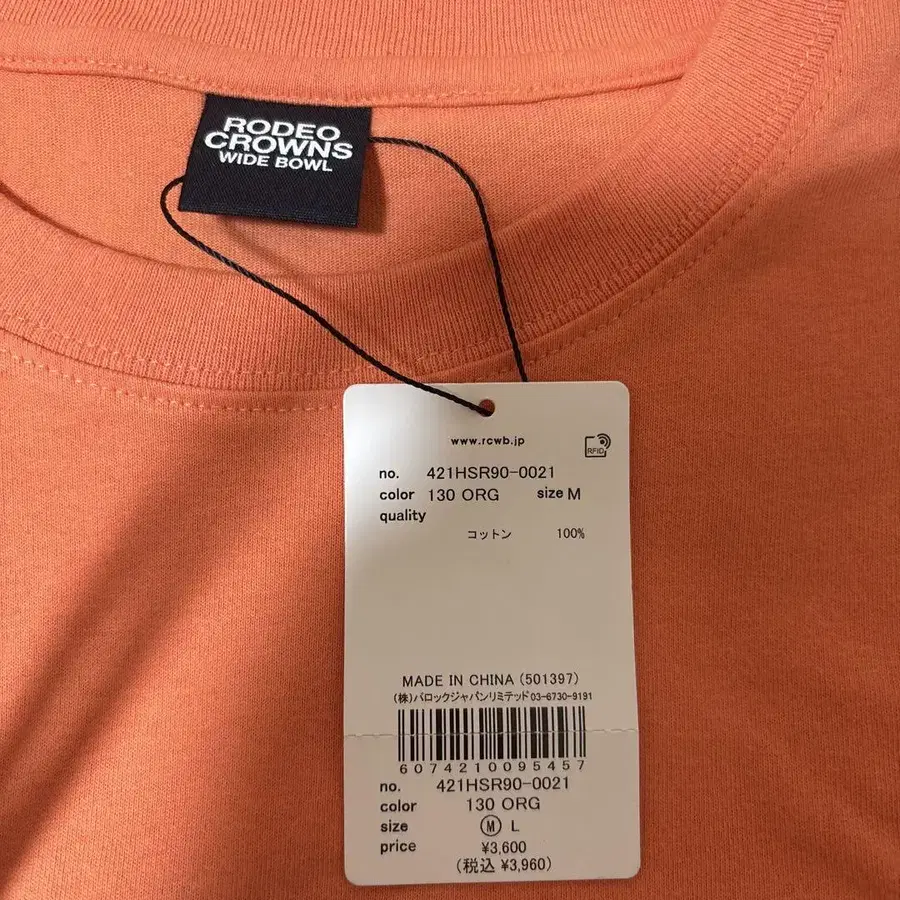 RODEO
CROWNS
WIDE BOWL
www.rcwb.jp
RFID
no. 421HSR90-0021
color 130 ORG size M
quality
コットン 100%
MADE IN CHINA (501397)
(株)バロックジャパンリミテッド03-6730-9191
6074210095457
no. 421HSR90-0021
color 130 ORG
size Ⓜ L
price ¥3,600
(税込 ¥3,960)